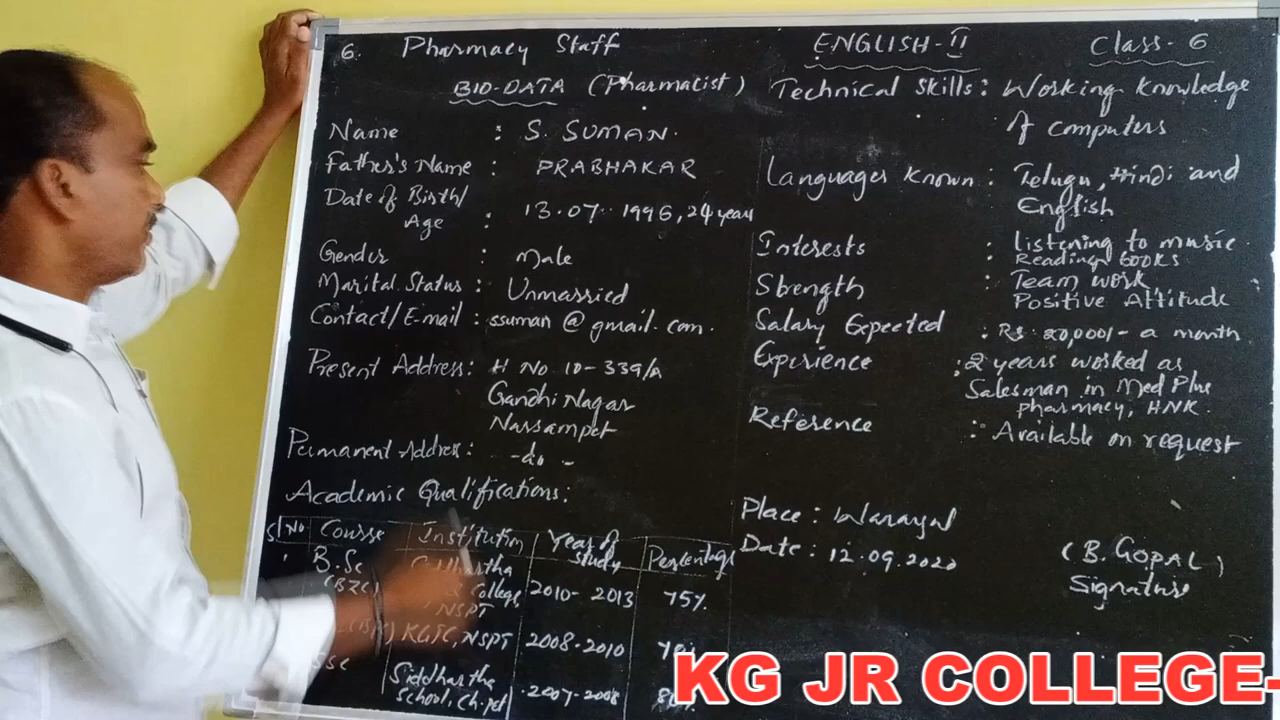 6. Pharmacy Staff
ENGLISH-II
Class-6
BIO-DATA (Pharmacist)
Name : S. SUMAN.
Father's Name : PRABHAKAR
Date of Birth/
Age : 13.07.1996, 24 years
Gender : Male
Marital Status : Unmarried
Contact/E-mail : ssuman@gmail.com.
Present Address: H No 10-339/A
Gandhi Nagar
Narsampet
Permanent Address: -do-
Academic Qualifications:
Sl No. Course Institution Year of study Percentage
1 B.Sc (BZC) College, NSPT 2010-2013 75%
KGJC, NSPT 2008-2010
SSC Siddhartha School, Ch.pet 2007-2008
Technical Skills: Working knowledge
of computers
Languages Known : Telugu, Hindi and
English
Interests : Listening to music
Reading books
Strength : Team work
Positive Attitude
Salary Expected : Rs. 20,000/- a month
Experience : 2 years worked as
Salesman in Med Plus
pharmacy, HNK.
Reference :- Available on request
Place : Warangal
Date : 12.09.2020
(B. GOPAL)
Signature
KG JR COLLEGE-